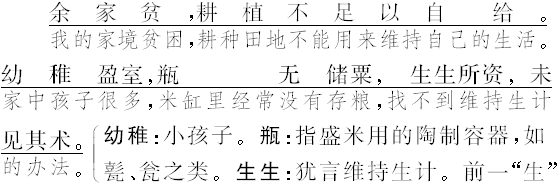 余家贫,耕植不足以自给。
我的家境贫困,耕种田地不能用来维持自己的生活。
幼稚盈室,瓶无储粟,生生所资,未
家中孩子很多,米缸里经常没有存粮,找不到维持生计
见其术。
的办法。
幼稚:小孩子。瓶:指盛米用的陶制容器,如
甏、瓮之类。生生:犹言维持生计。前一“生”